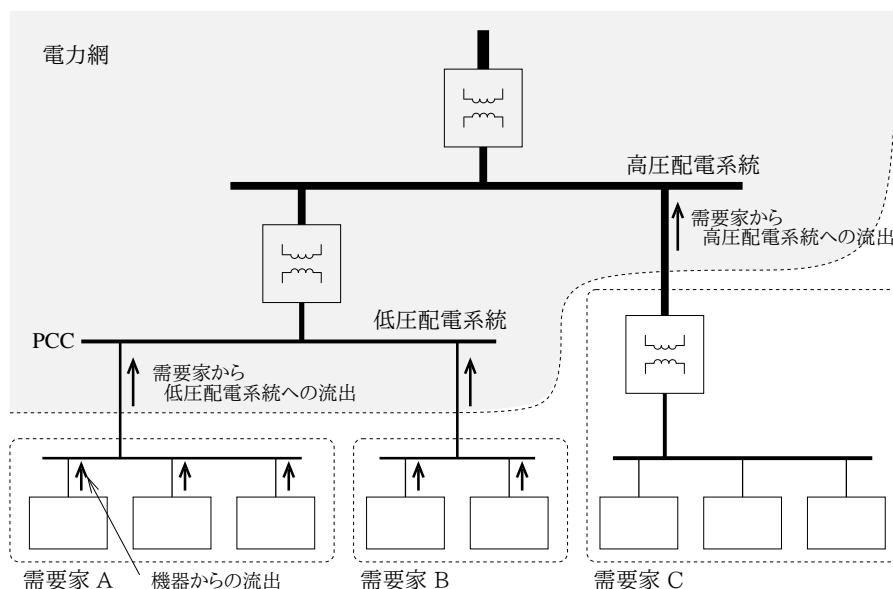 電力網
高圧配電系統
需要家から
高圧配電系統への流出
低圧配電系統
PCC
需要家から
低圧配電系統への流出
需要家 A
機器からの流出
需要家 B
需要家 C